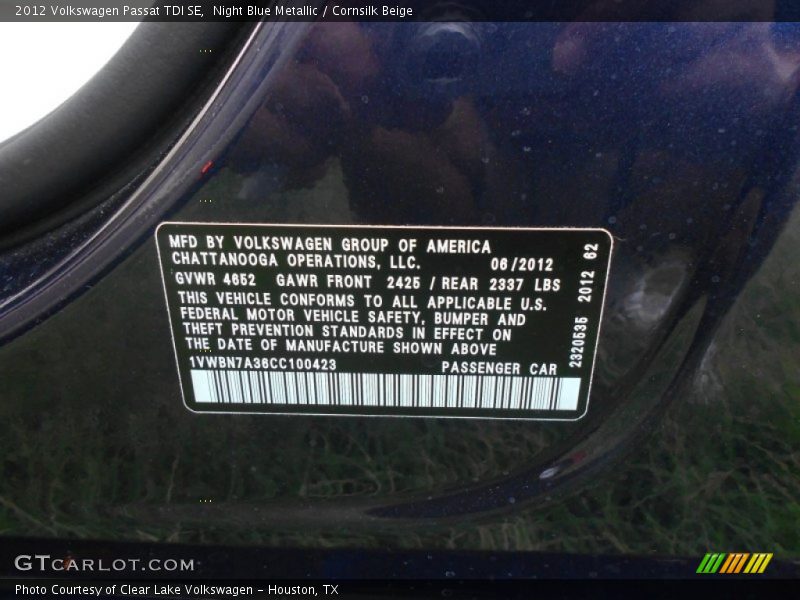 2012 Volkswagen Passat TDI SE,  Night Blue Metallic / Cornsilk Beige
MFD BY VOLKSWAGEN GROUP OF AMERICA
CHATTANOOGA OPERATIONS, LLC. 06/2012
GVWR 4652 GAWR FRONT 2425 / REAR 2337 LBS
THIS VEHICLE CONFORMS TO ALL APPLICABLE U.S.
FEDERAL MOTOR VEHICLE SAFETY, BUMPER AND
THEFT PREVENTION STANDARDS IN EFFECT ON
THE DATE OF MANUFACTURE SHOWN ABOVE
1VWBN7A36CC100423 PASSENGER CAR
2320535 2012 62
GTCARLOT.COM
Photo Courtesy of Clear Lake Volkswagen - Houston, TX